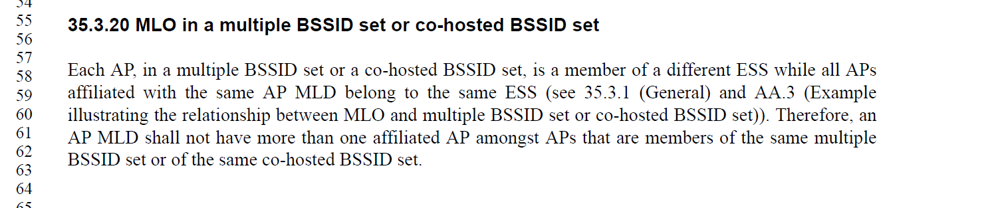 54
55
35.3.20 MLO in a multiple BSSID set or co-hosted BSSID set
56
57
58
Each AP, in a multiple BSSID set or a co-hosted BSSID set, is a member of a different ESS while all APs
59
affiliated with the same AP MLD belong to the same ESS (see 35.3.1 (General) and AA.3 (Example
60
illustrating the relationship between MLO and multiple BSSID set or co-hosted BSSID set)). Therefore, an
61
AP MLD shall not have more than one affiliated AP amongst APs that are members of the same multiple
62
BSSID set or of the same co-hosted BSSID set.
63
64
65